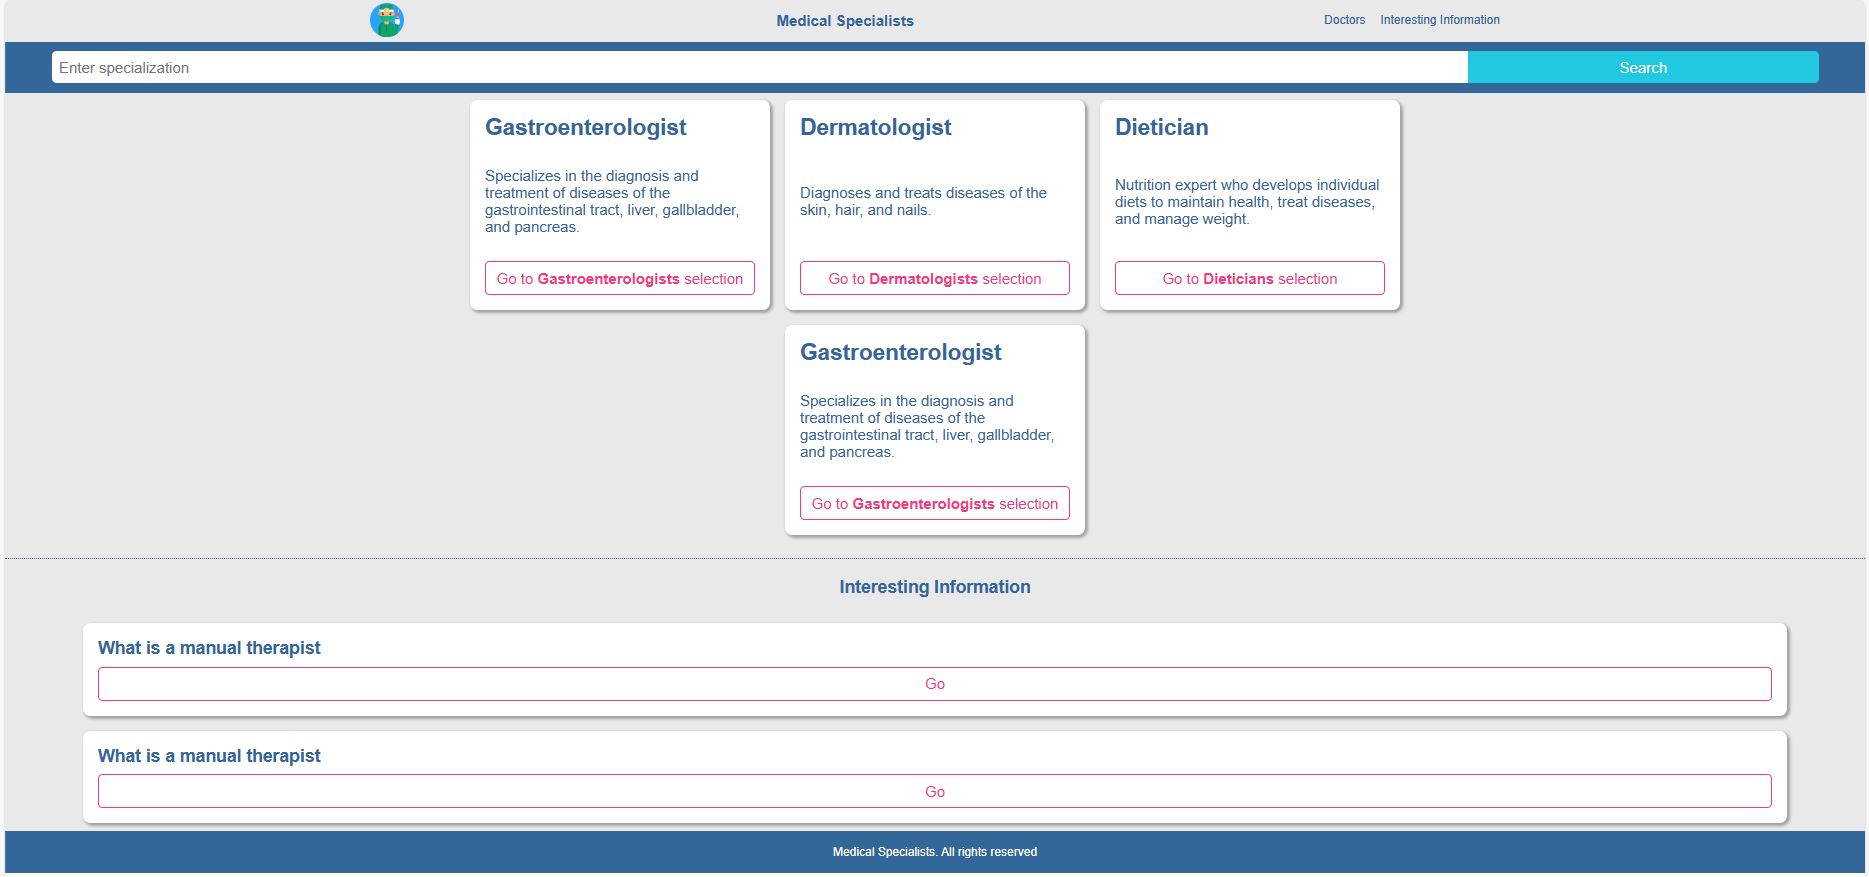 Medical Specialists
Doctors
Interesting Information
Enter specialization
Search
Gastroenterologist
Specializes in the diagnosis and
treatment of diseases of the
gastrointestinal tract, liver, gallbladder,
and pancreas.
Go to Gastroenterologists selection
Dermatologist
Diagnoses and treats diseases of the
skin, hair, and nails.
Go to Dermatologists selection
Dietician
Nutrition expert who develops individual
diets to maintain health, treat diseases,
and manage weight.
Go to Dieticians selection
Gastroenterologist
Specializes in the diagnosis and
treatment of diseases of the
gastrointestinal tract, liver, gallbladder,
and pancreas.
Go to Gastroenterologists selection
Interesting Information
What is a manual therapist
Go
What is a manual therapist
Go
Medical Specialists. All rights reserved